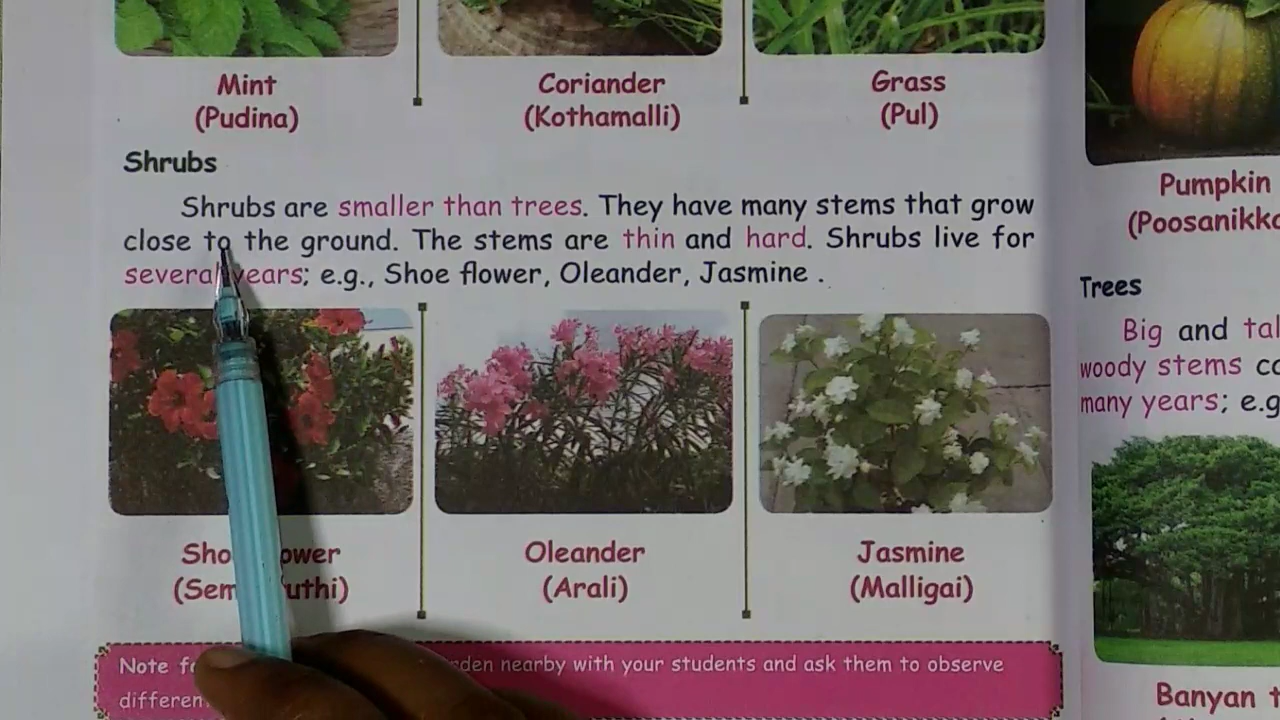 Mint
(Pudina)
Coriander
(Kothamalli)
Grass
(Pul)
Shrubs
Shrubs are smaller than trees. They have many stems that grow
close to the ground. The stems are thin and hard. Shrubs live for
several years; e.g., Shoe flower, Oleander, Jasmine .
Oleander
(Arali)
Jasmine
(Malligai)
Note
nearby with your students and ask them to observe
Pumpkin
Trees
Big and
woody stems
many years;
Banyan